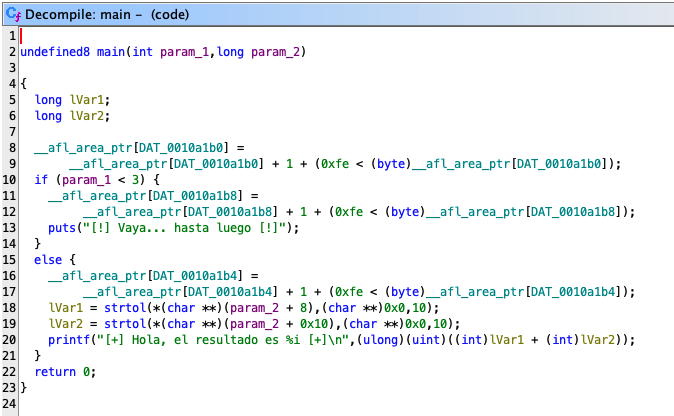 Decompile: main – (code)
1
2 undefined8 main(int param_1,long param_2)
3
4 {
5 long lVar1;
6 long lVar2;
7
8 __afl_area_ptr[DAT_0010a1b0] =
9 __afl_area_ptr[DAT_0010a1b0] + 1 + (0xfe < (byte)__afl_area_ptr[DAT_0010a1b0]);
10 if (param_1 < 3) {
11 __afl_area_ptr[DAT_0010a1b8] =
12 __afl_area_ptr[DAT_0010a1b8] + 1 + (0xfe < (byte)__afl_area_ptr[DAT_0010a1b8]);
13 puts("[!] Vaya... hasta luego [!]");
14 }
15 else {
16 __afl_area_ptr[DAT_0010a1b4] =
17 __afl_area_ptr[DAT_0010a1b4] + 1 + (0xfe < (byte)__afl_area_ptr[DAT_0010a1b4]);
18 lVar1 = strtol(*(char **)(param_2 + 8),(char **)0x0,10);
19 lVar2 = strtol(*(char **)(param_2 + 0x10),(char **)0x0,10);
20 printf("[+] Hola, el resultado es %i [+]\n",(ulong)(uint)((int)lVar1 + (int)lVar2));
21 }
22 return 0;
23 }
24